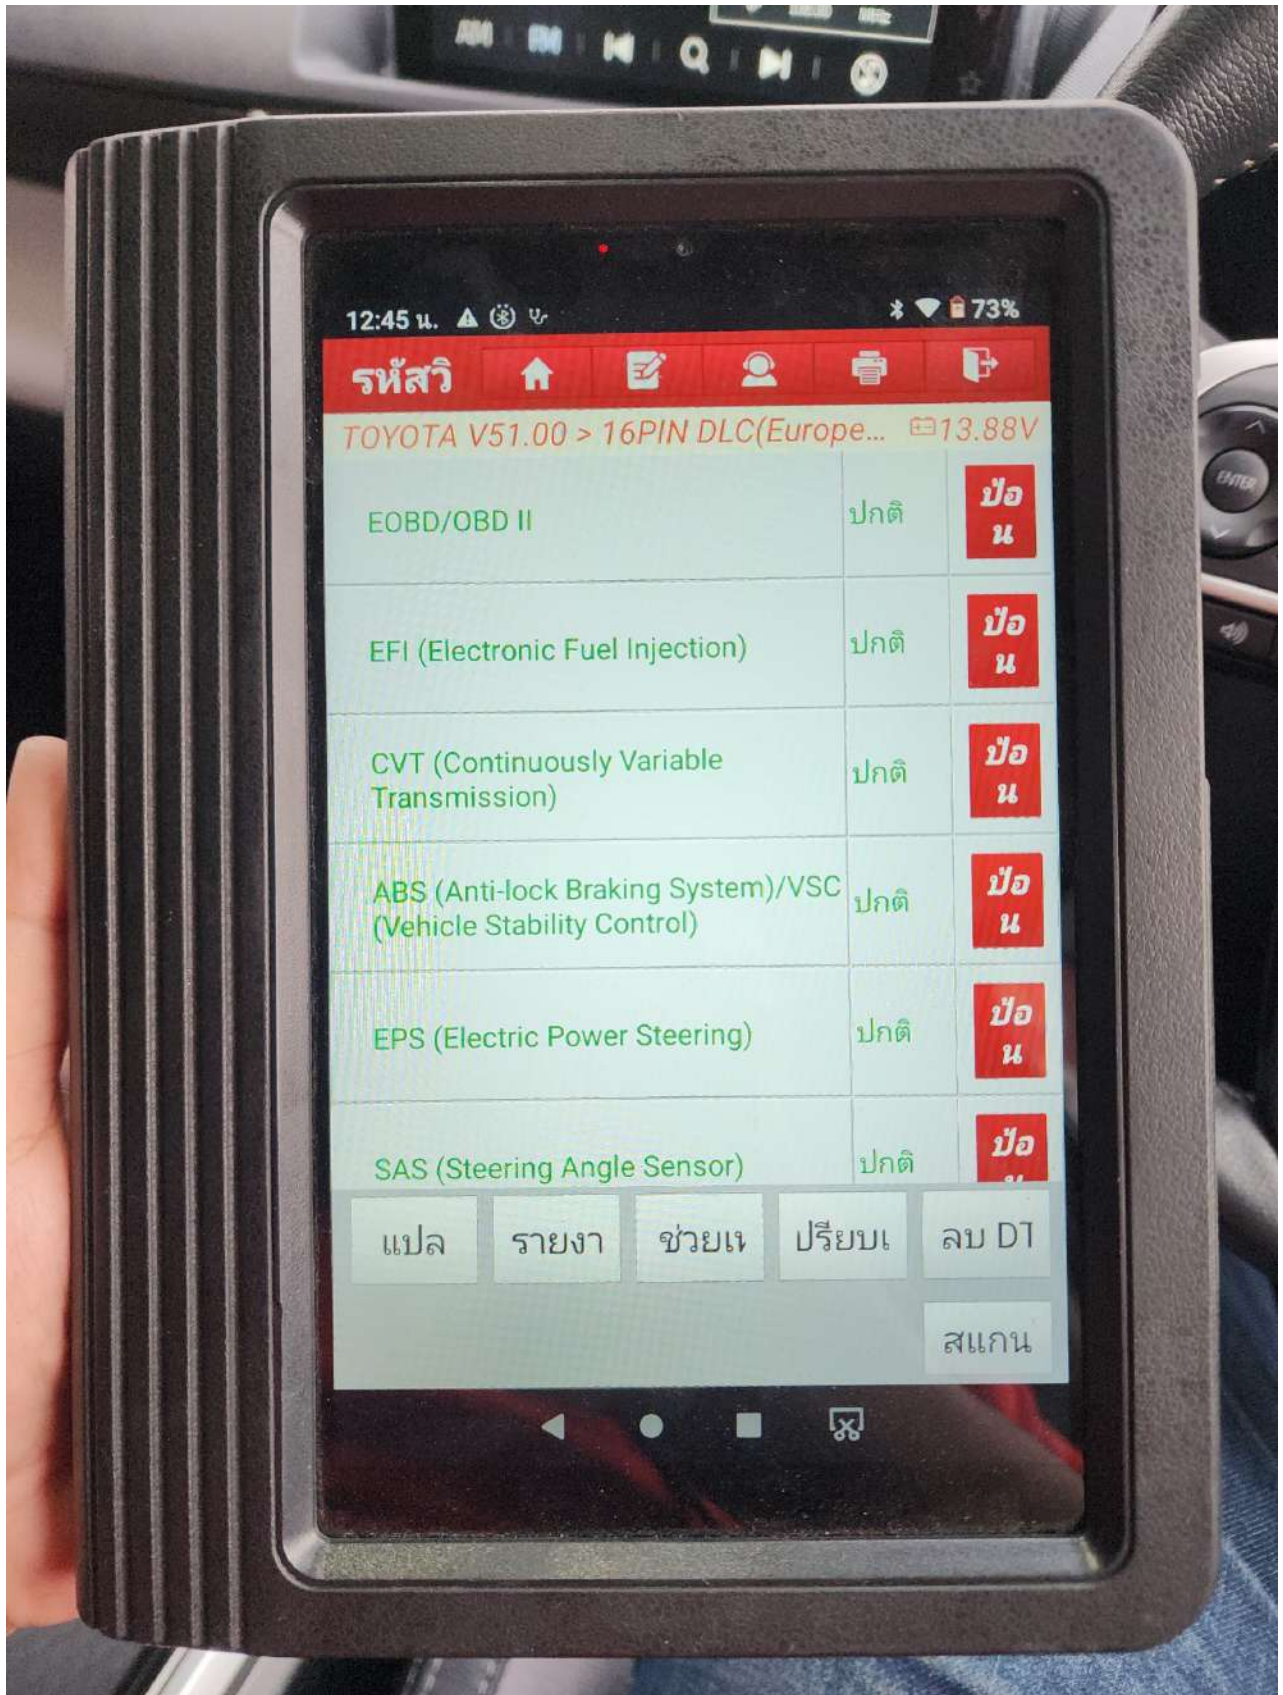 AM FM
12:45 น. 73%
รหัสวิ
TOYOTA V51.00 > 16PIN DLC(Europe... 13.88V
EOBD/OBD II ปกติ ป้อ
น
EFI (Electronic Fuel Injection) ปกติ ป้อ
น
CVT (Continuously Variable
Transmission) ปกติ ป้อ
น
ABS (Anti-lock Braking System)/VSC
(Vehicle Stability Control) ปกติ ป้อ
น
EPS (Electric Power Steering) ปกติ ป้อ
น
SAS (Steering Angle Sensor) ปกติ ป้อ
แปล รายงา ช่วยเห ปรียบเ ลบ DT
สแกน
ENTER